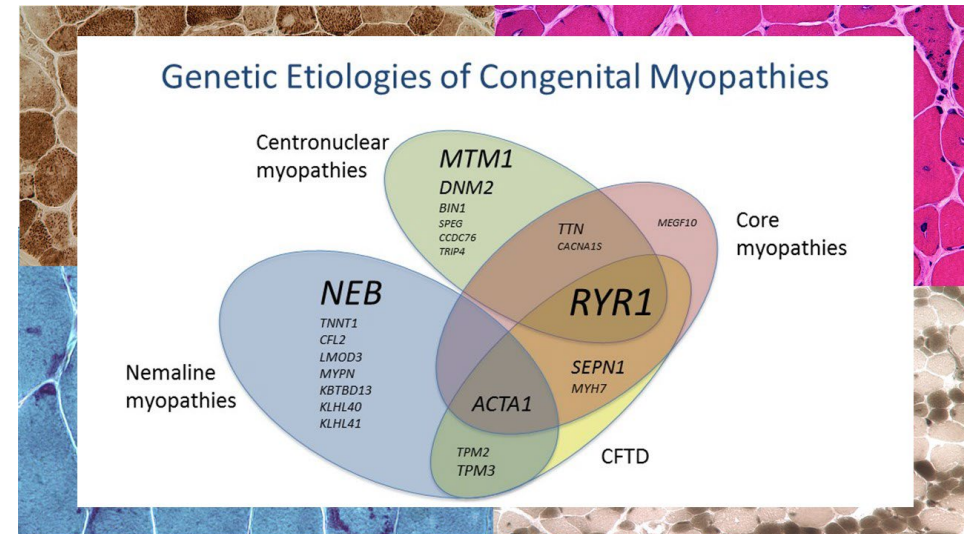 Genetic Etiologies of Congenital Myopathies
Centronuclear
myopathies
MTM1
DNM2
BIN1
SPEG
CCDC76
TRIP4
TTN
CACNA1S
MEGF10
Core
myopathies
RYR1
NEB
TNNT1
CFL2
LMOD3
MYPN
KBTBD13
KLHL40
KLHL41
Nemaline
myopathies
SEPN1
MYH7
ACTA1
TPM2
TPM3
CFTD